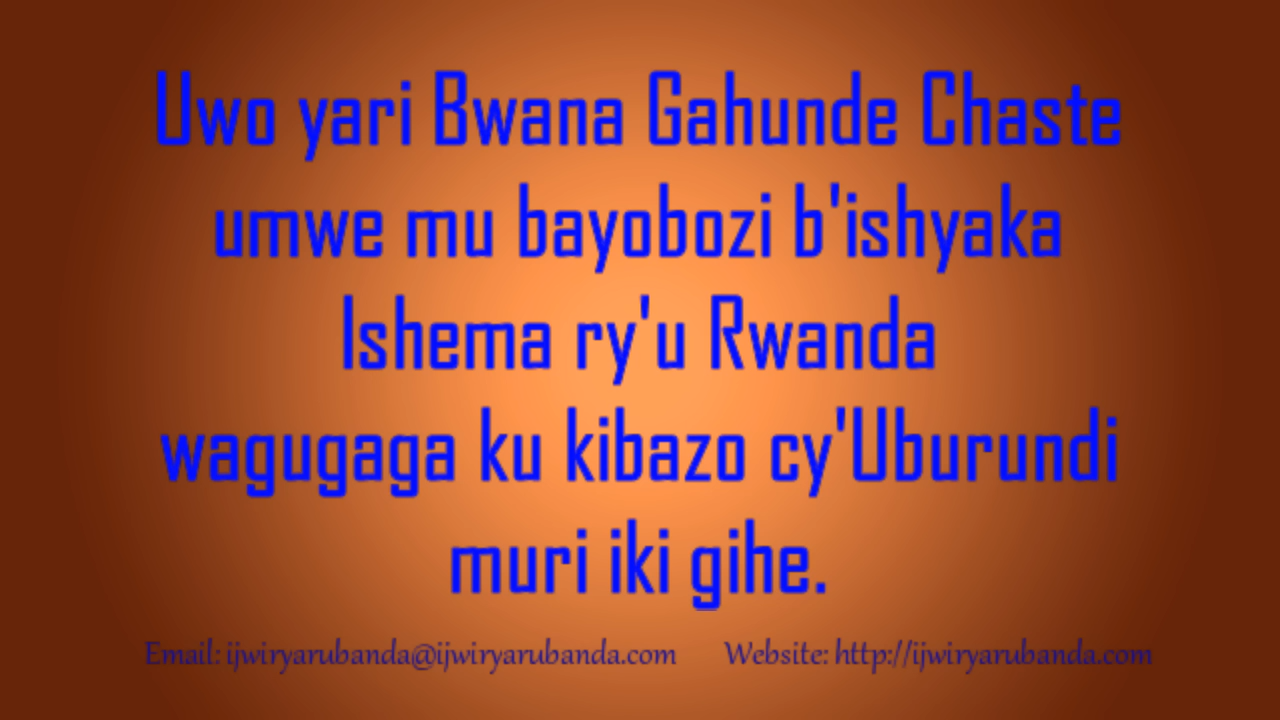 Uwo yari Bwana Gahunde Chaste
umwe mu bayobozi b'ishyaka
Ishema ry'u Rwanda
wagugaga ku kibazo cy'Uburundi
muri iki gihe.
Email: ijwiryarubanda@ijwiryarubanda.com Website: http://ijwiryarubanda.com